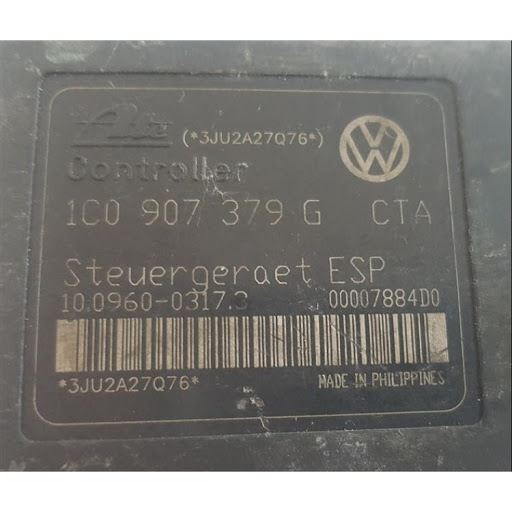 Ate (*3JU2A27Q76*)
Controller
1C0 907 379 G CTA
Steuergeraet ESP
10.0960-0317.3 00007884D0
*3JU2A27Q76* MADE IN PHILIPPINES